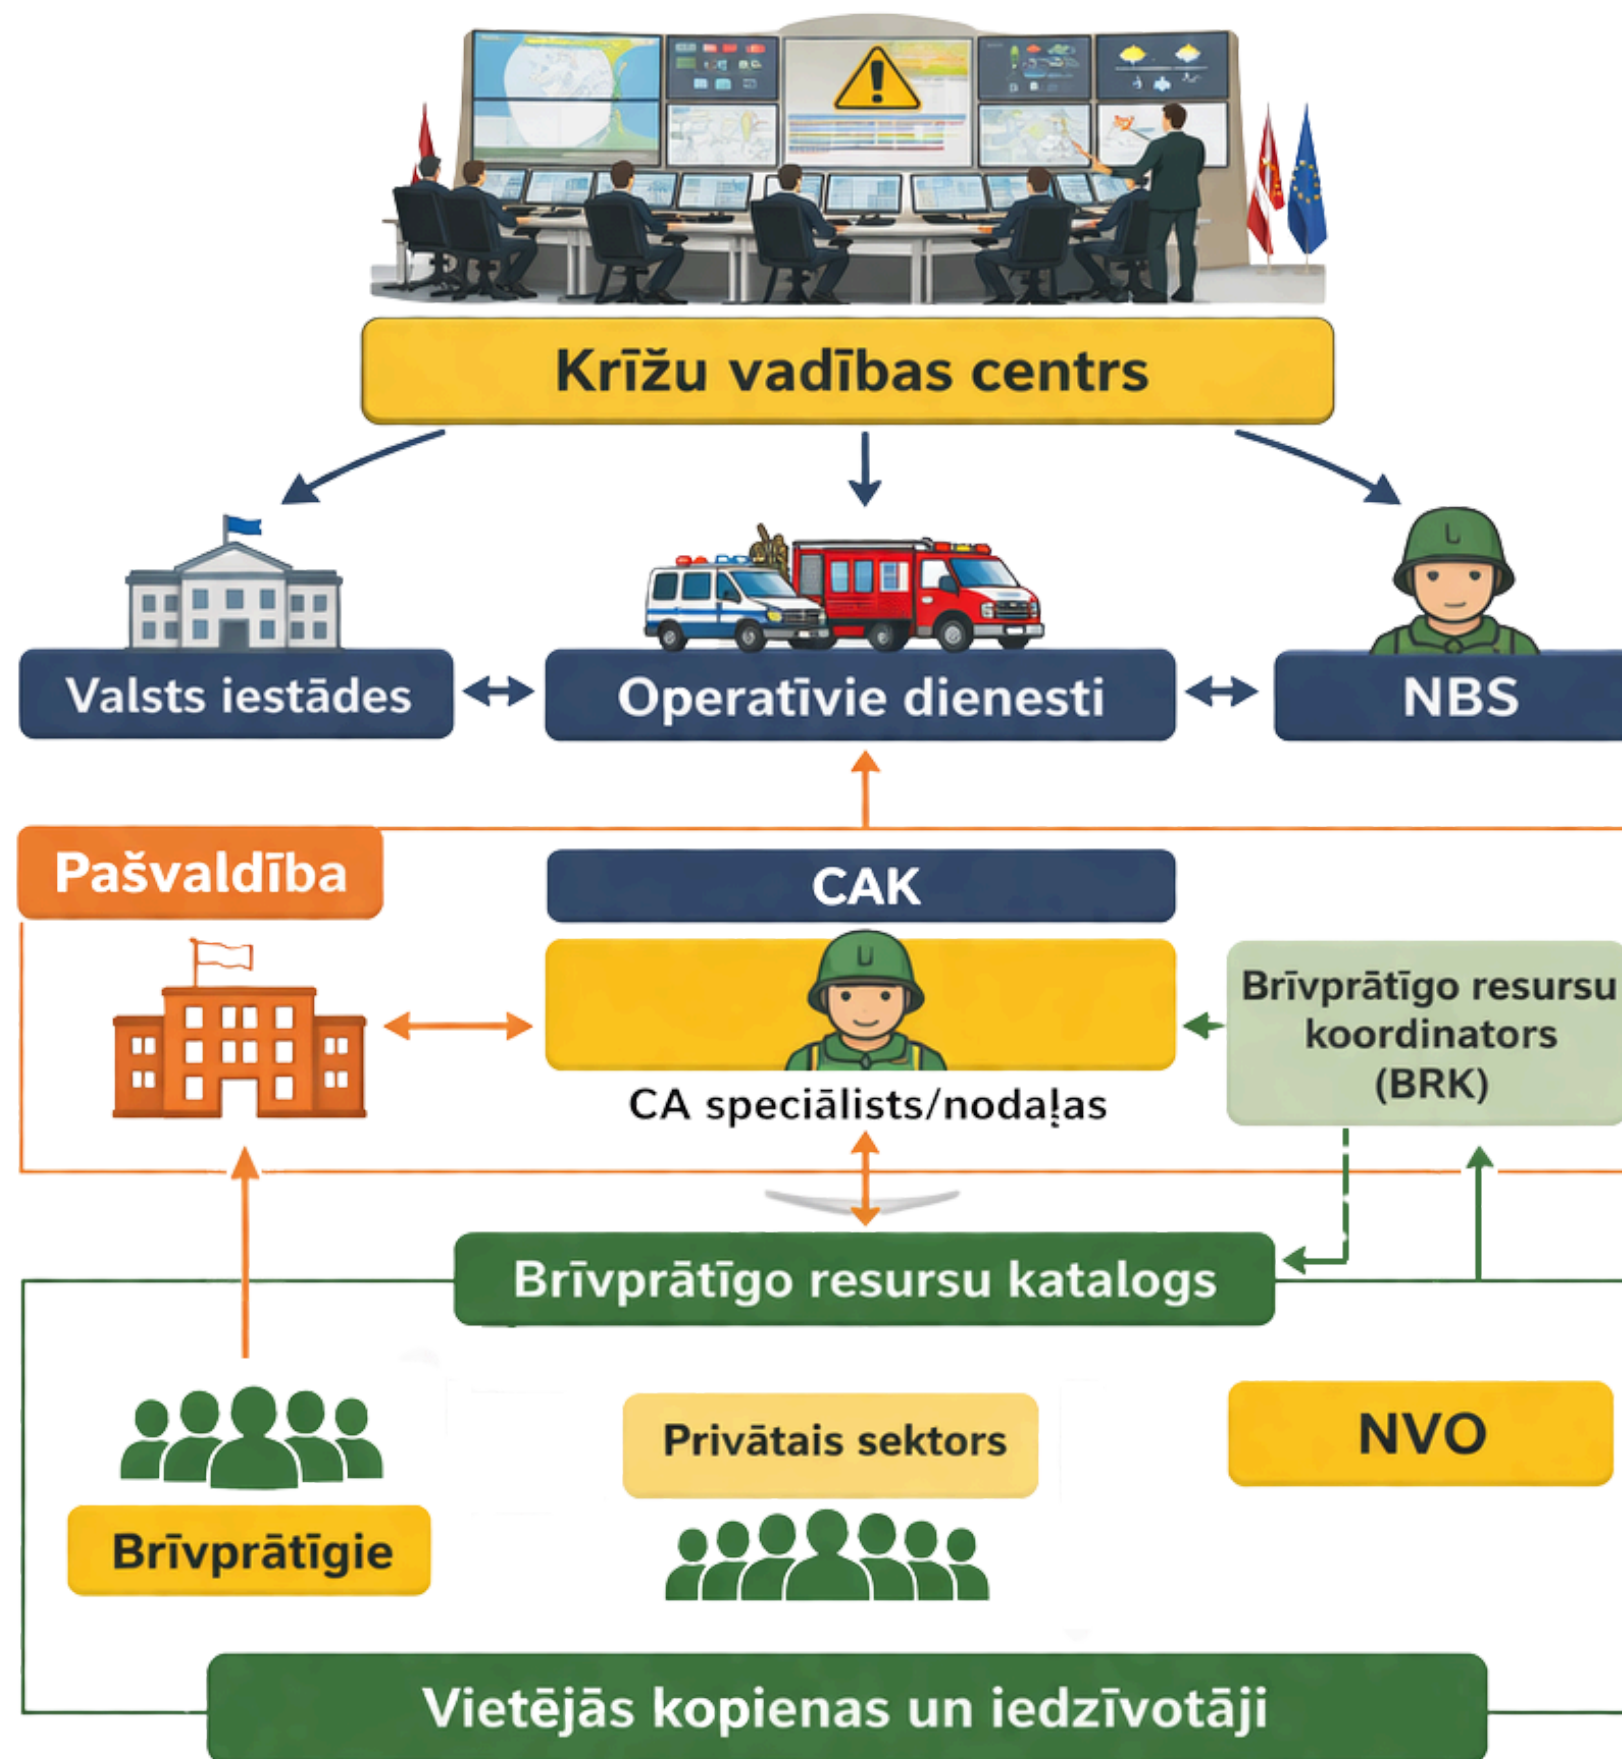 Krīžu vadības centrs
Valsts iestādes
Operatīvie dienesti
NBS
Pašvaldība
CAK
Brīvprātīgo resursu
koordinators
(BRK)
CA speciālists/nodaļas
Brīvprātīgo resursu katalogs
Privātais sektors
NVO
Brīvprātīgie
Vietējās kopienas un iedzīvotāji